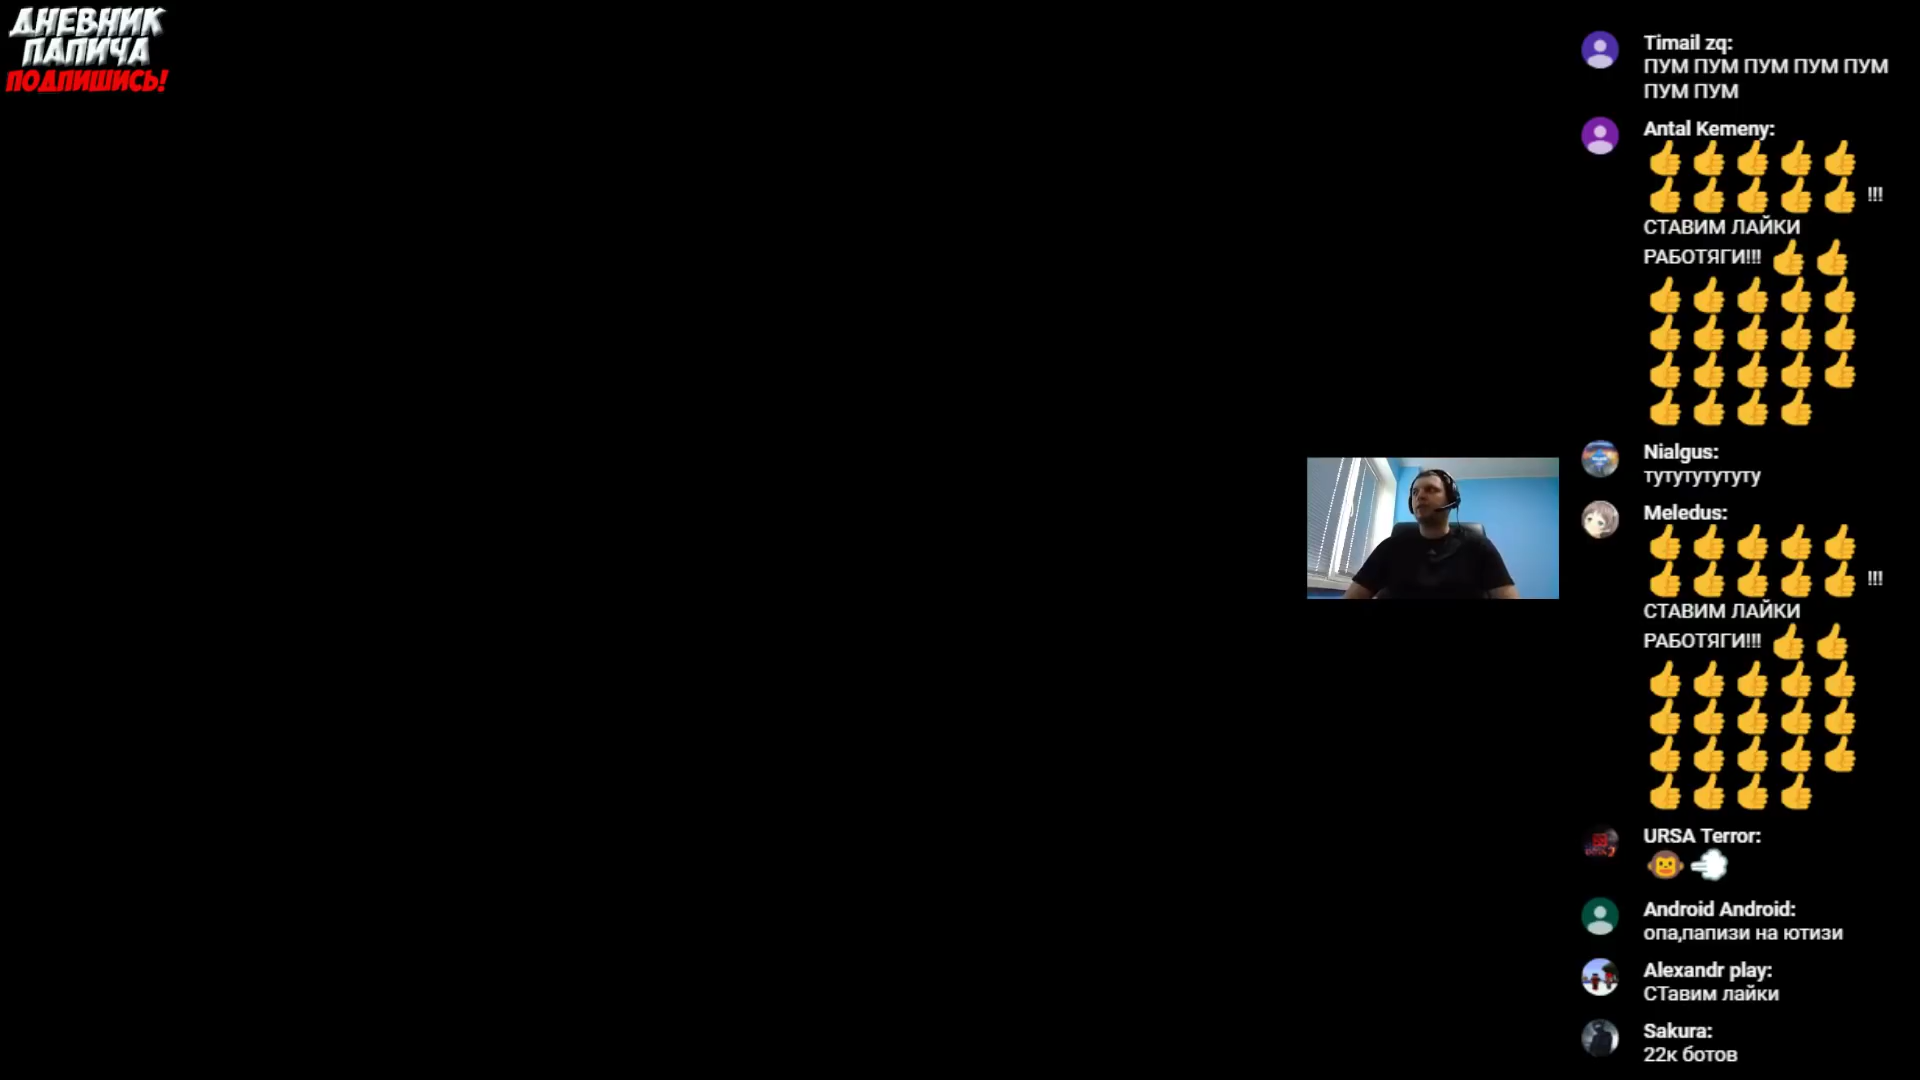 ДНЕВНИК
ПАПИЧА
ПОДПИШИСЬ!
Timail zq:
ПУМ ПУМ ПУМ ПУМ ПУМ
ПУМ ПУМ
Antal Kemeny:
👍👍👍👍👍
👍👍👍👍👍 !!!
СТАВИМ ЛАЙКИ
РАБОТЯГИ!!! 👍👍
👍👍👍👍👍
👍👍👍👍👍
👍👍👍👍👍
👍👍👍👍
Nialgus:
тутутутутуту
Meledus:
👍👍👍👍👍
👍👍👍👍👍 !!!
СТАВИМ ЛАЙКИ
РАБОТЯГИ!!! 👍👍
👍👍👍👍👍
👍👍👍👍👍
👍👍👍👍👍
👍👍👍👍
URSA Terror:
🐵💨
Android Android:
опа,папизи на ютизи
Alexandr play:
СТавим лайки
Sakura:
22к ботов